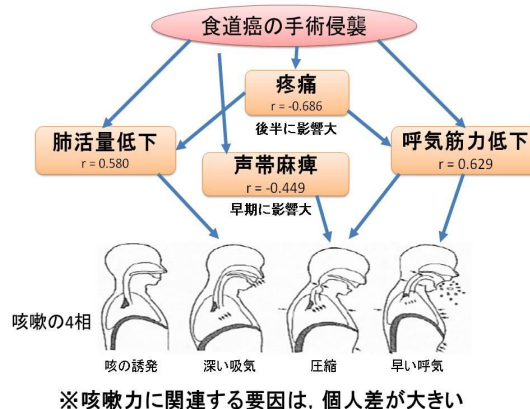 食道癌の手術侵襲
疼痛
r = -0.686
後半に影響大
肺活量低下
r = 0.580
声帯麻痺
r = -0.449
早期に影響大
呼気筋力低下
r = 0.629
咳嗽の4相
咳の誘発
深い吸気
圧縮
早い呼気
※咳嗽力に関連する要因は，個人差が大きい